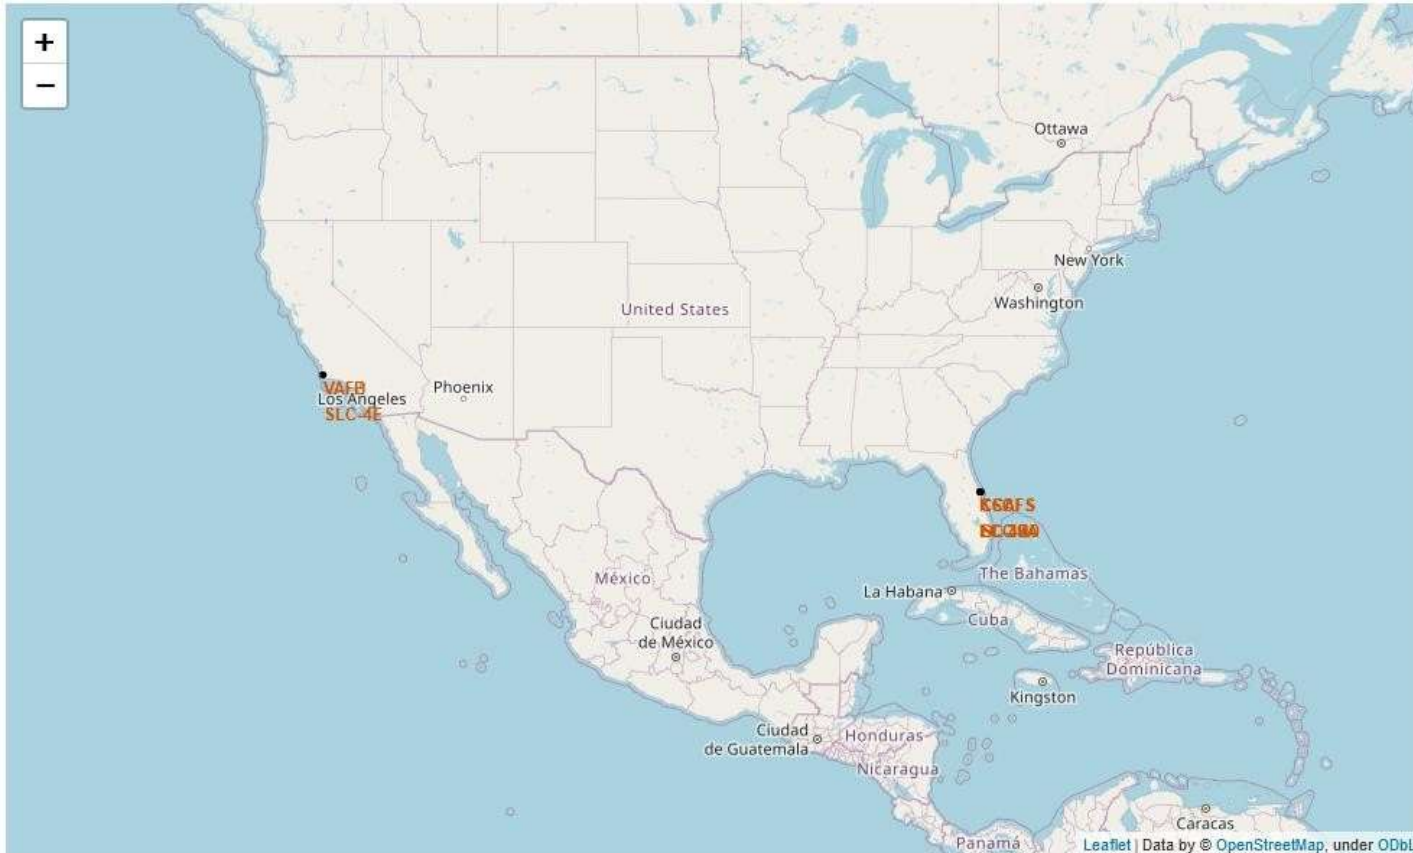 +
−
Ottawa
New York
Washington
United States
VAFB
Los Angeles
SLC-4E
Phoenix
The Bahamas
La Habana
Cuba
México
Ciudad
de México
República
Dominicana
Kingston
Ciudad
de Guatemala
Honduras
Nicaragua
Caracas
Panamá
Leaflet | Data by © OpenStreetMap, under ODbL